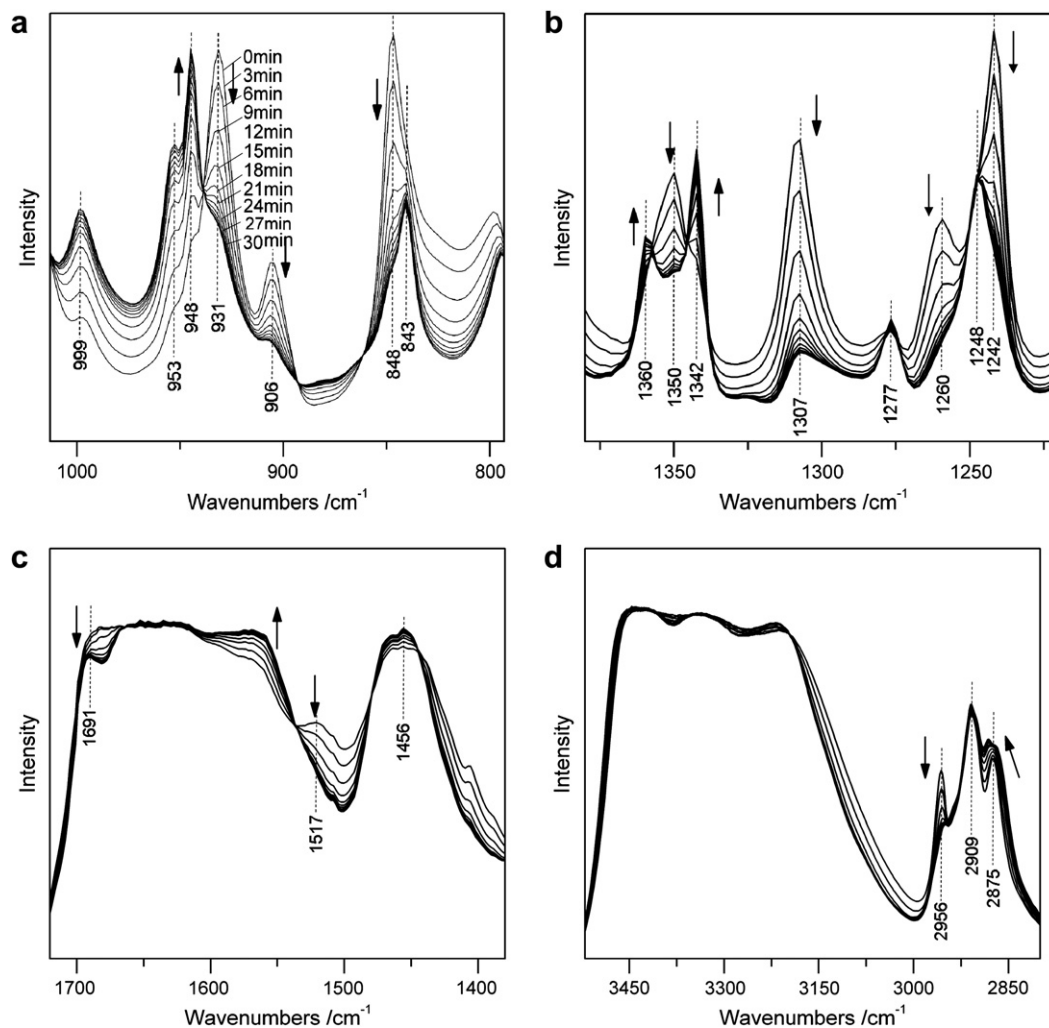 a
0min
3min
6min
9min
12min
15min
18min
21min
24min
27min
30min
999
953
948
931
906
848
843
Intensity
1000
900
800
Wavenumbers /cm-1
b
1360
1350
1342
1307
1277
1260
1248
1242
Intensity
1350
1300
1250
Wavenumbers /cm-1
c
1691
1517
1456
Intensity
1700
1600
1500
1400
Wavenumbers /cm-1
d
2956
2909
2875
Intensity
3450
3300
3150
3000
2850
Wavenumbers /cm-1